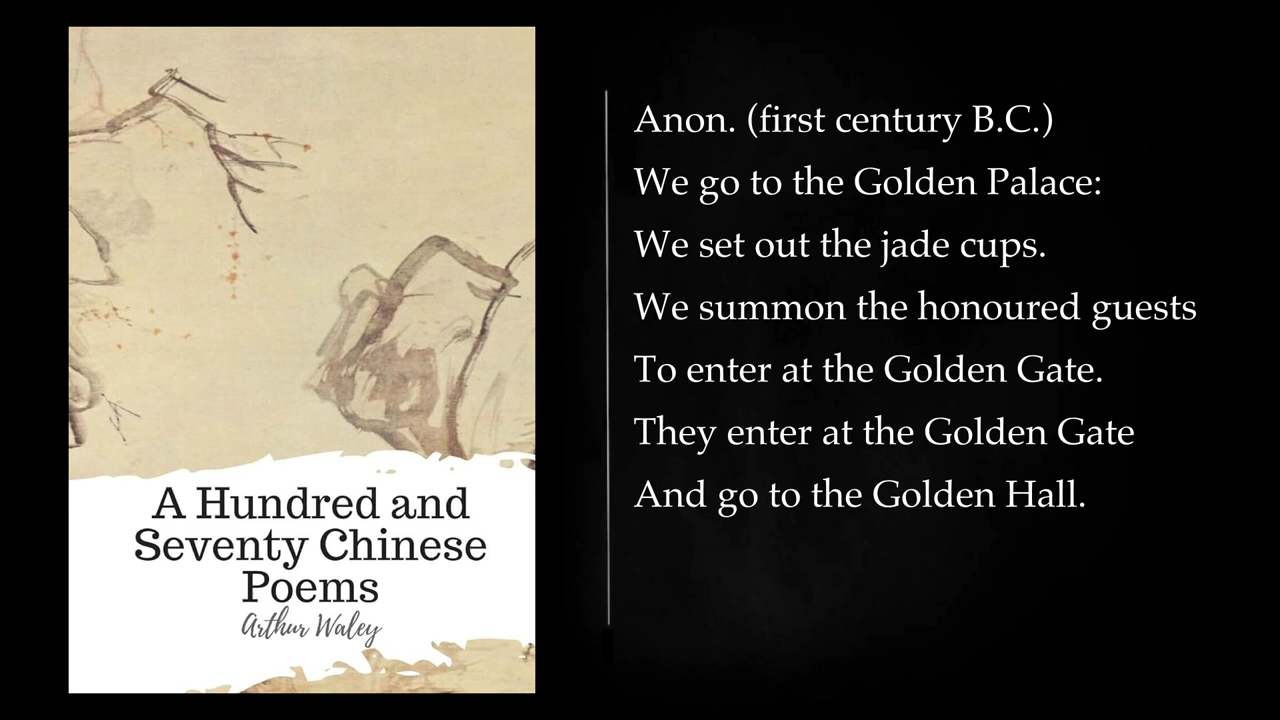 A Hundred and
Seventy Chinese
Poems
Arthur Waley
Anon. (first century B.C.)
We go to the Golden Palace:
We set out the jade cups.
We summon the honoured guests
To enter at the Golden Gate.
They enter at the Golden Gate
And go to the Golden Hall.